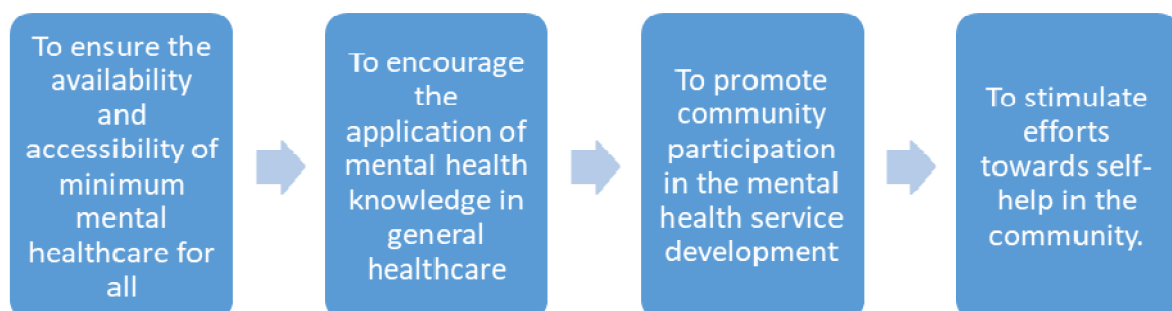 To ensure the
availability
and
accessibility of
minimum
mental
healthcare for
all
To encourage
the
application of
mental health
knowledge in
general
healthcare
To promote
community
participation
in the mental
health service
development
To stimulate
efforts
towards self-
help in the
community.